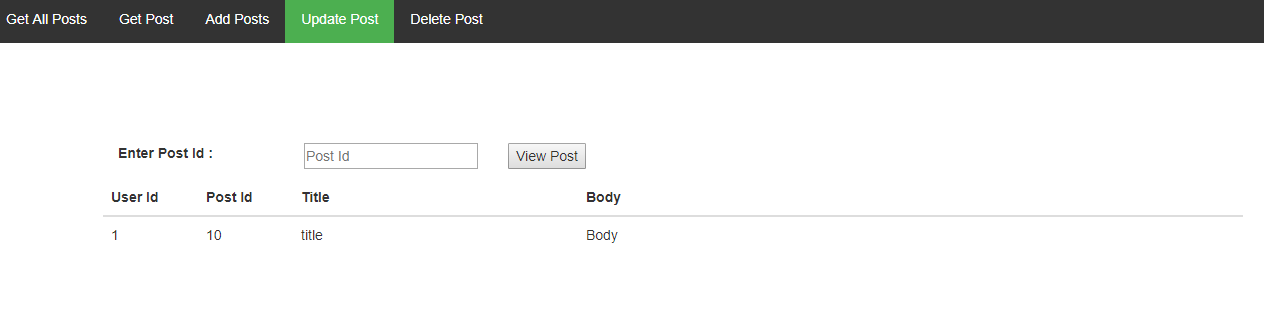 Get All Posts Get Post Add Posts Update Post Delete Post
Enter Post Id : Post Id View Post
User Id Post Id Title Body
1 10 title Body